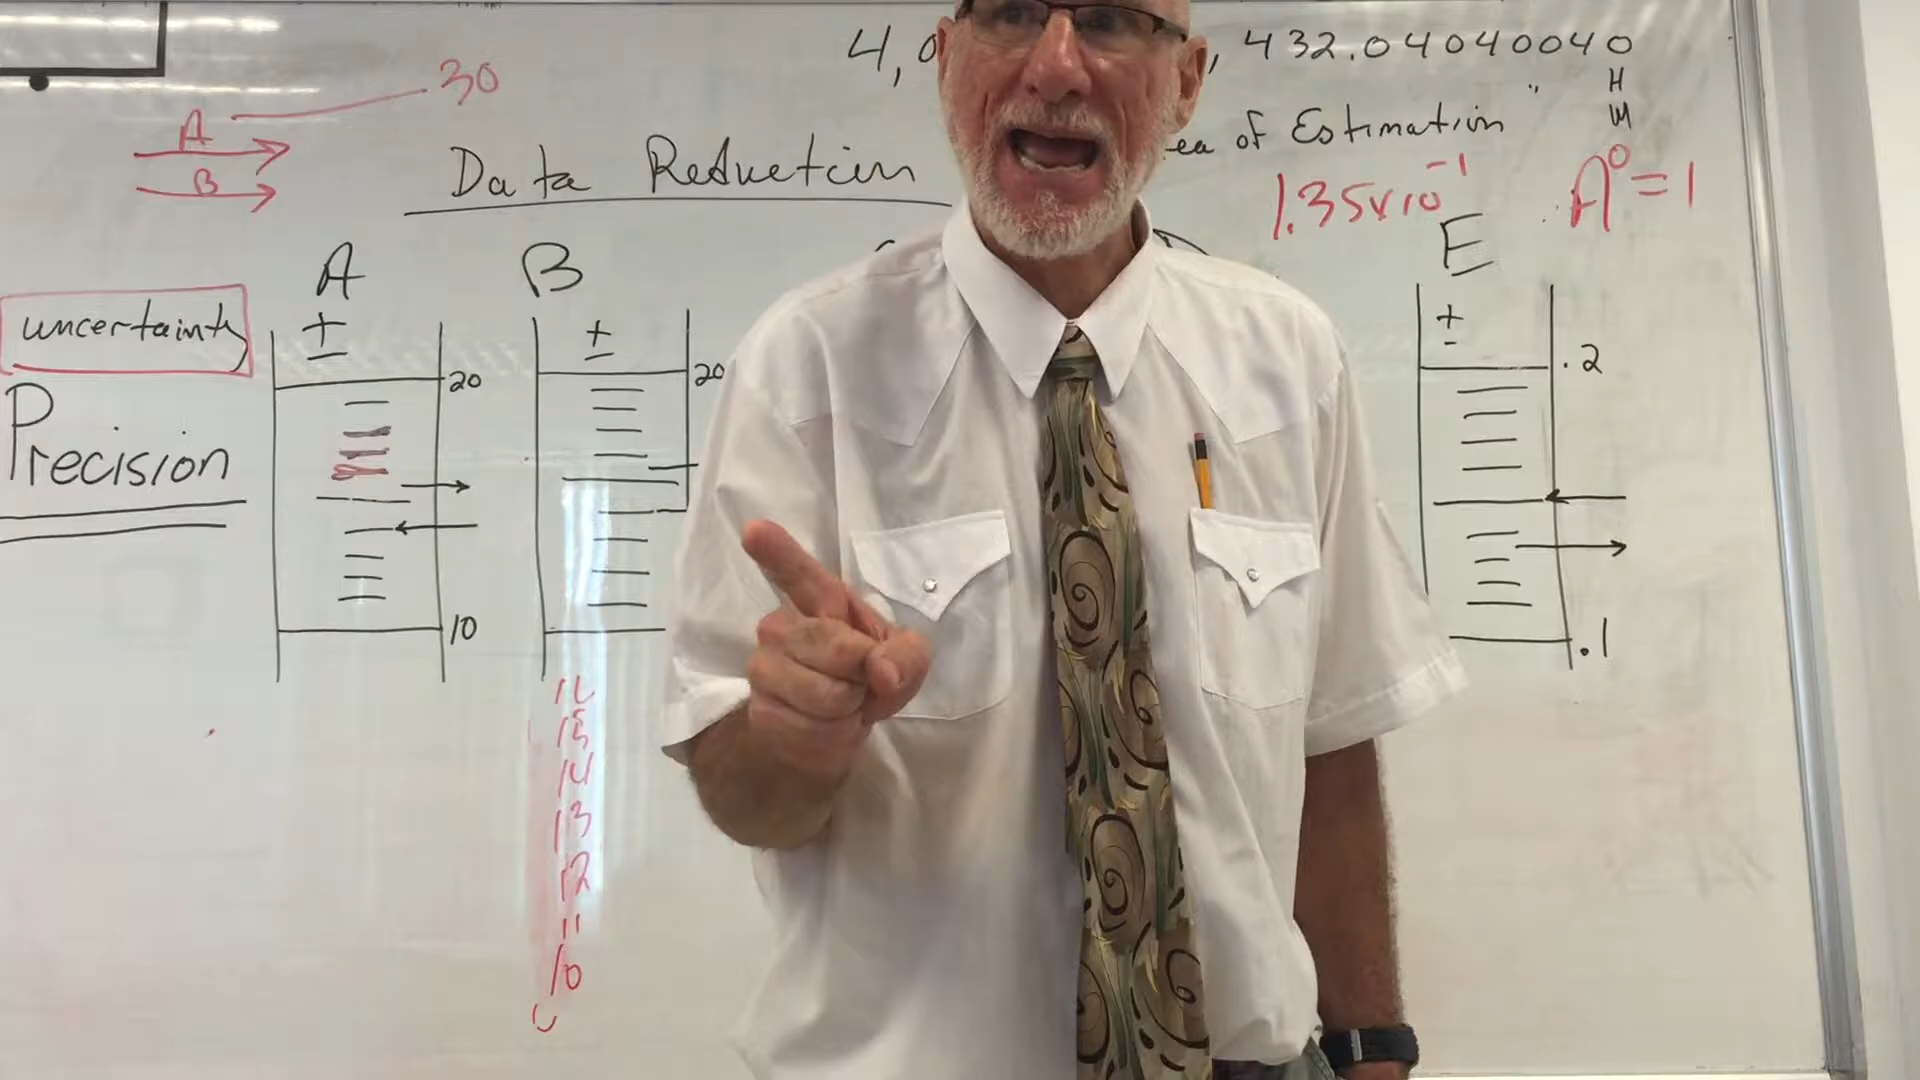 4,0 , 432.04040040
H
M
30
A
B
Data Reduction
ea of Estimation"
1.35x10⁻¹
A⁰=1
A
B
E
uncertainty
±
±
±
20
20
.2
Precision
10
.1
15
14
13
12
11
10